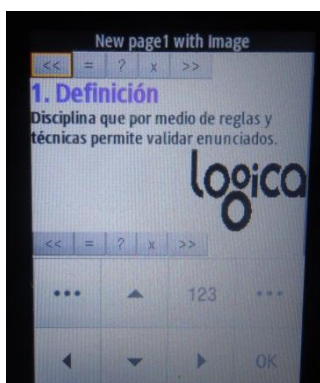 New page1 with Image
<< = ? x >>
1. Definición
Disciplina que por medio de reglas y
técnicas permite validar enunciados.
logica
<< = ? x >>
... 123 ...
OK